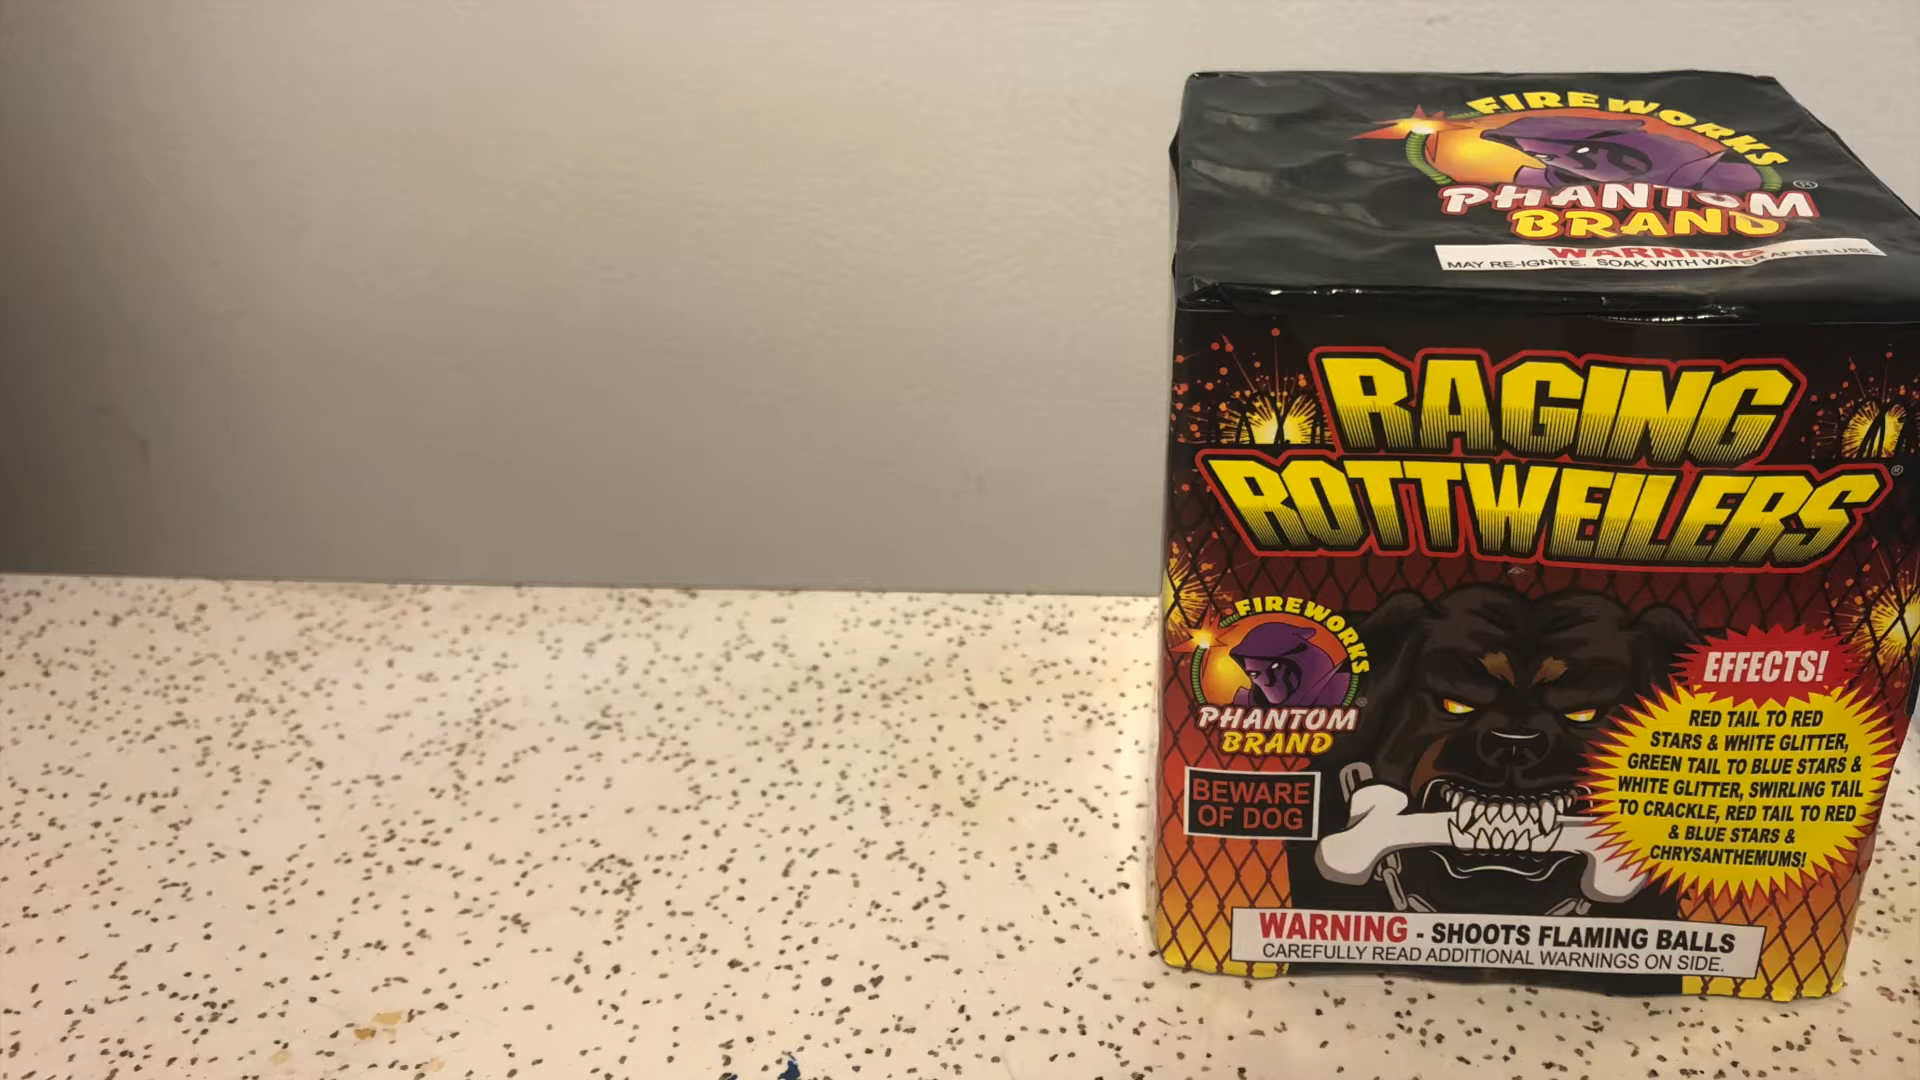 FIREWORKS
PHANTOM ®
BRAND
WARNING
MAY RE-IGNITE. SOAK WITH WATER AFTER USE.
RAGING
ROTTWEILERS ®
FIREWORKS
PHANTOM ®
BRAND
BEWARE
OF DOG
EFFECTS!
RED TAIL TO RED
STARS & WHITE GLITTER,
GREEN TAIL TO BLUE STARS &
WHITE GLITTER, SWIRLING TAIL
TO CRACKLE, RED TAIL TO RED
& BLUE STARS &
CHRYSANTHEMUMS!
WARNING - SHOOTS FLAMING BALLS
CAREFULLY READ ADDITIONAL WARNINGS ON SIDE.